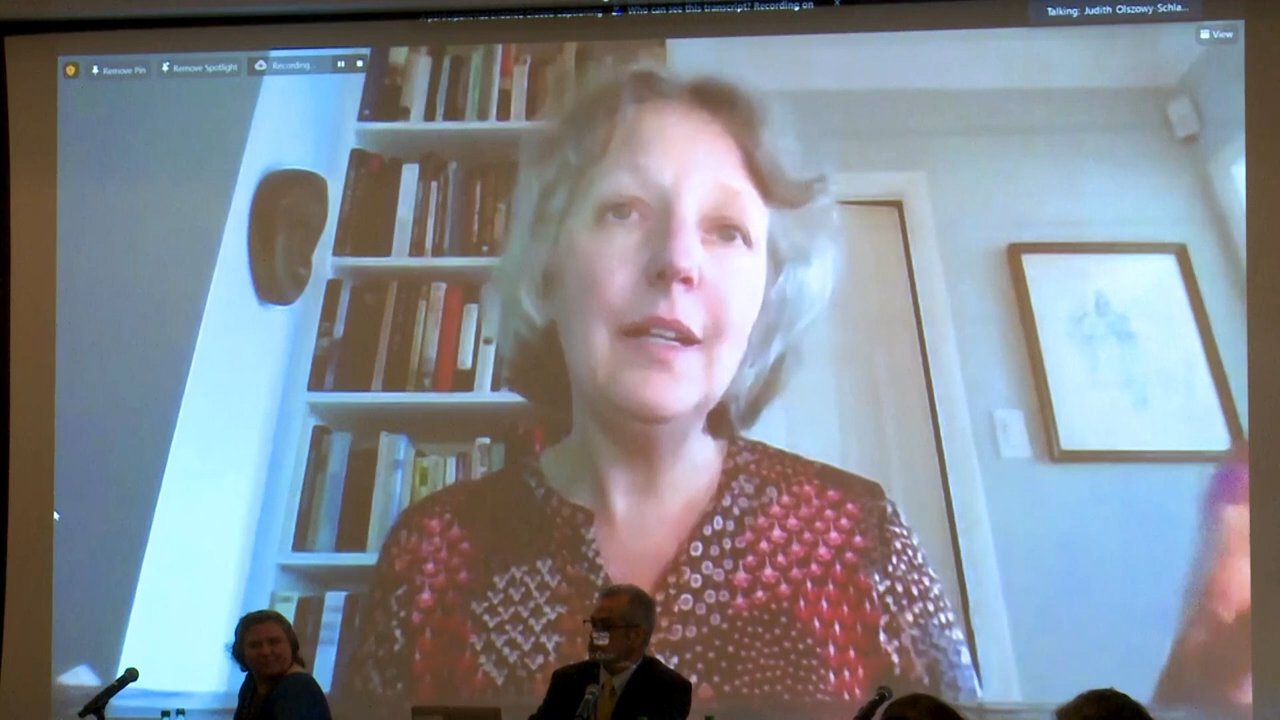 Who can see this transcript? Recording on
Talking: Judith Olszowy-Schla...
View
Remove Pin
Remove Spotlight
Recording...